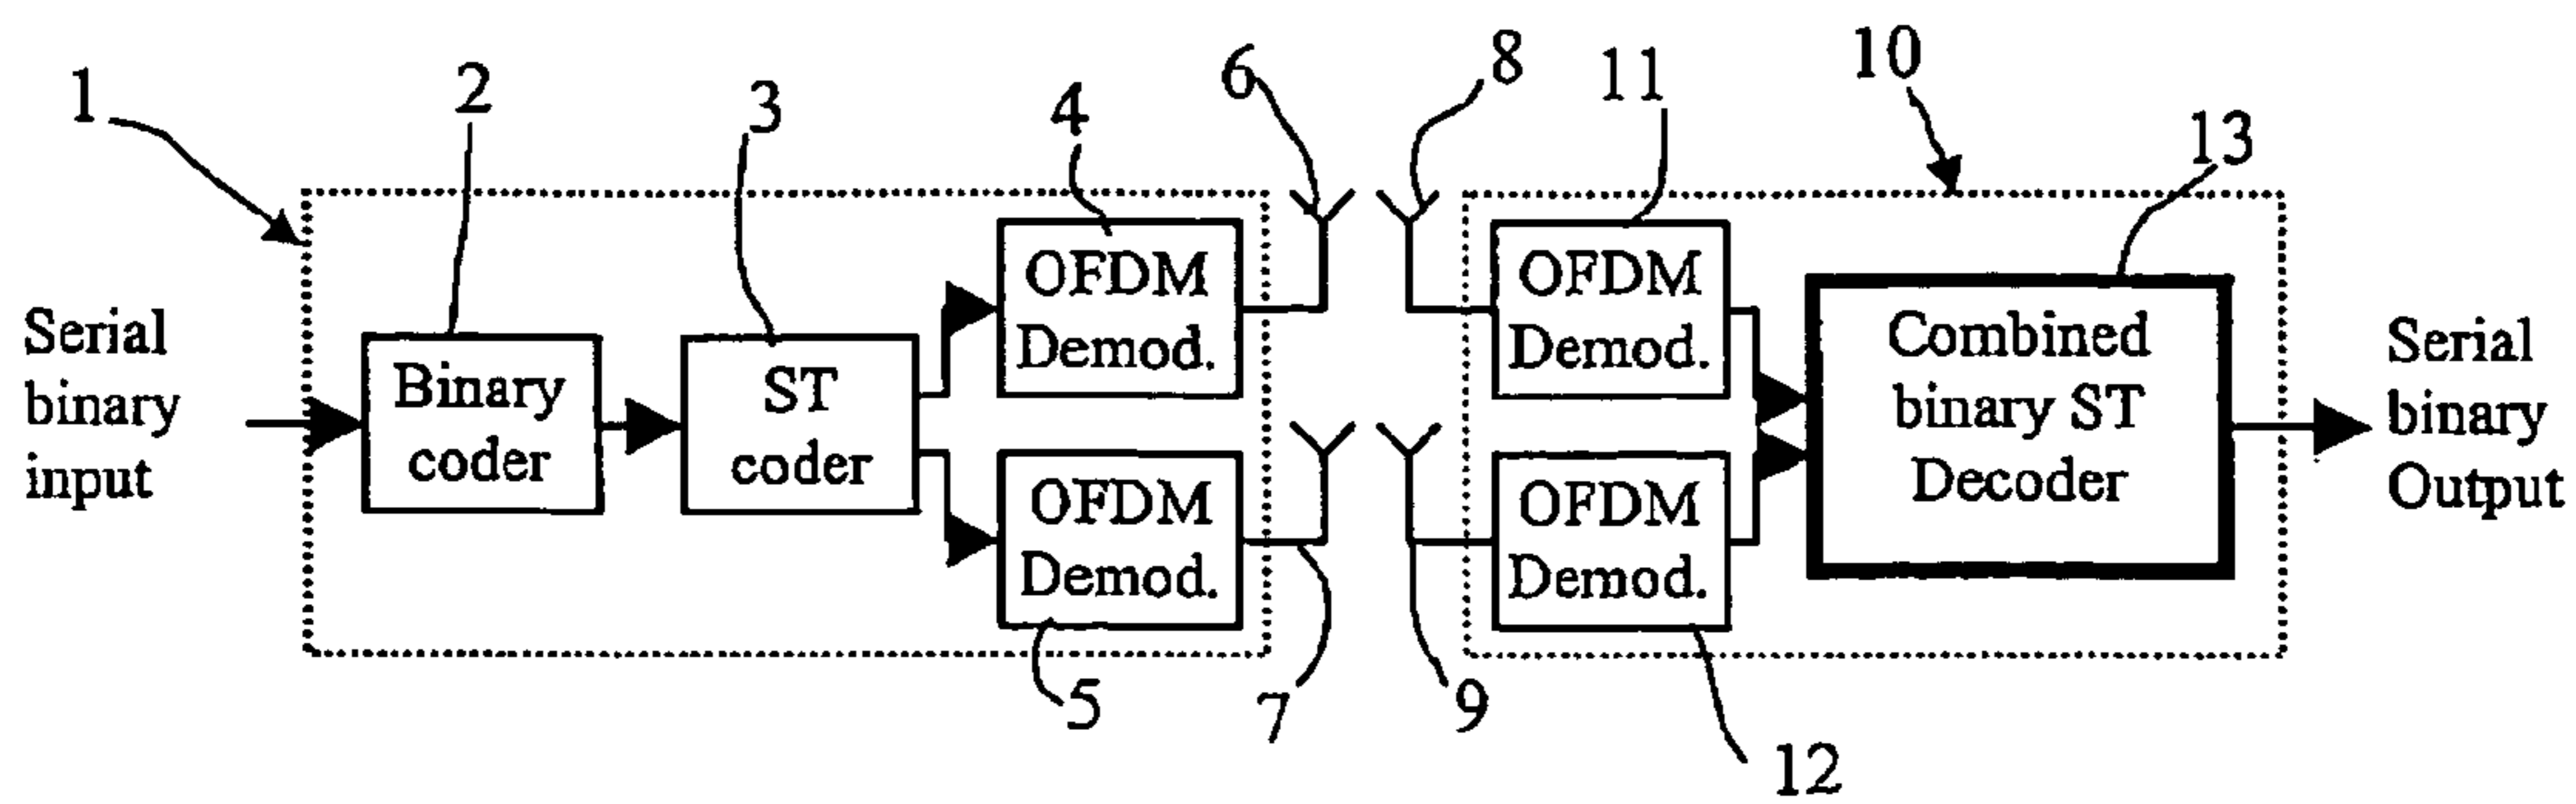 1
2
3
4
6
8
11
10
13
Serial
binary
input
Binary
coder
ST
coder
OFDM
Demod.
OFDM
Demod.
OFDM
Demod.
OFDM
Demod.
Combined
binary ST
Decoder
Serial
binary
Output
5
7
9
12